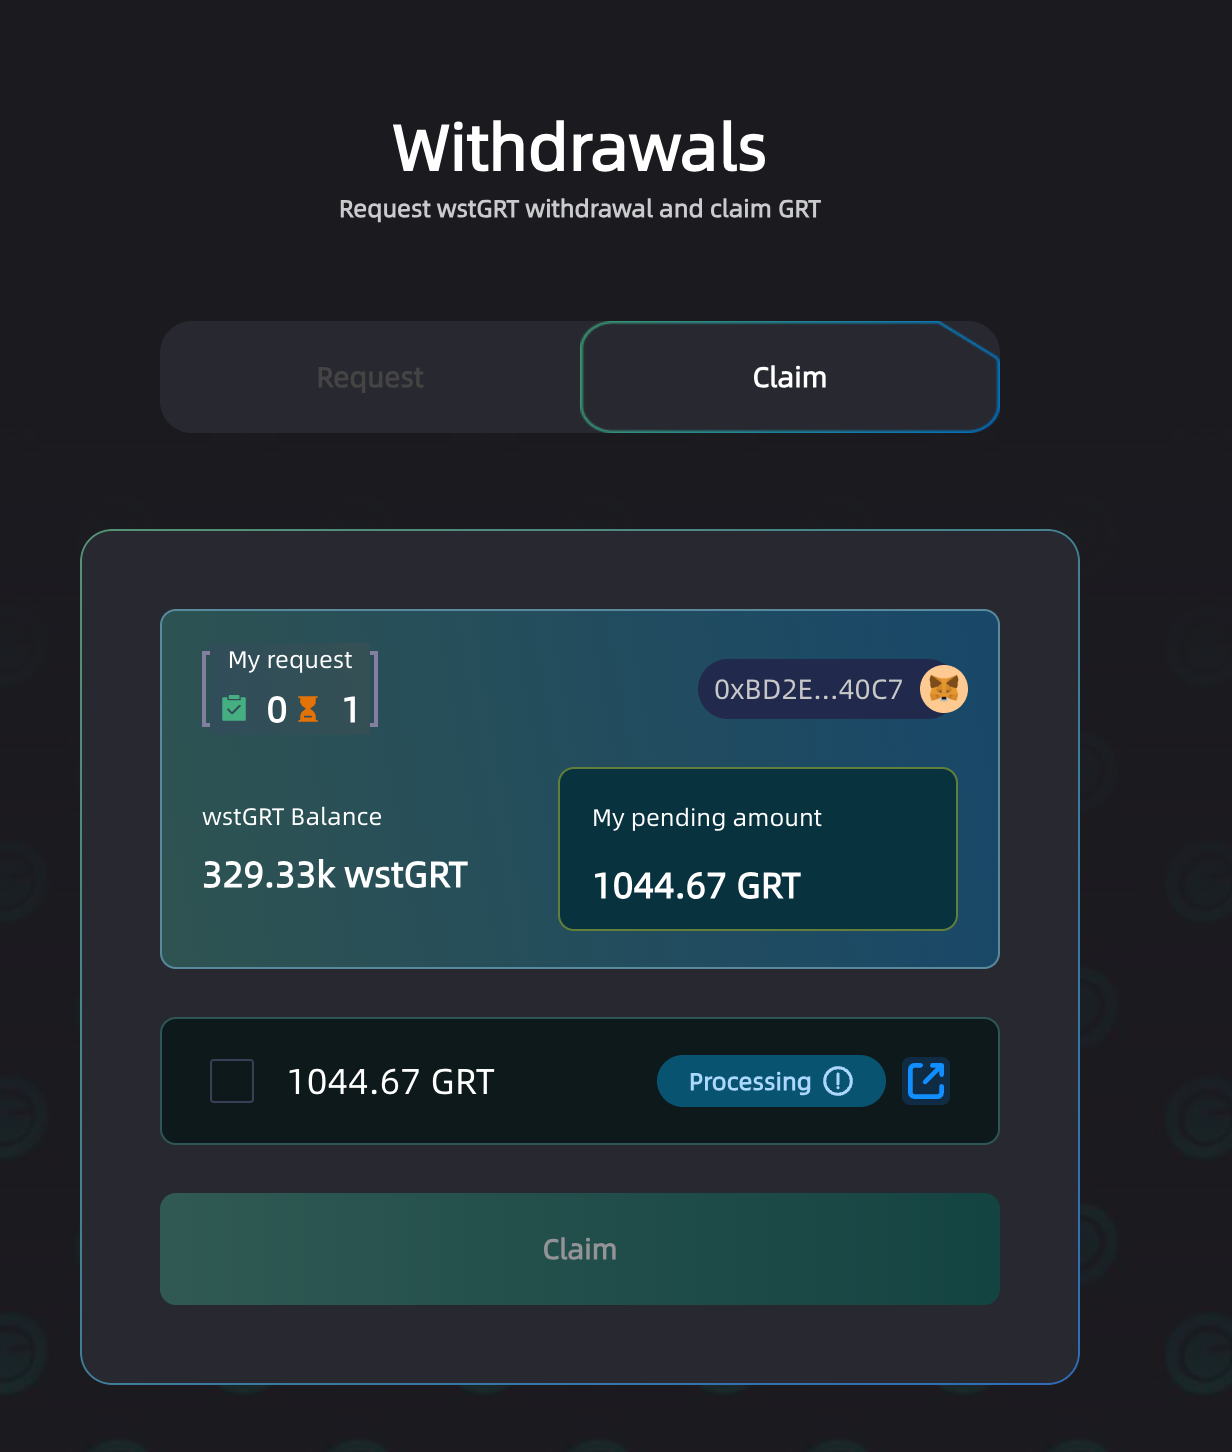 Withdrawals
Request wstGRT withdrawal and claim GRT
Request
Claim
My request
0 1
0xBD2E...40C7
wstGRT Balance
329.33k wstGRT
My pending amount
1044.67 GRT
1044.67 GRT
Processing
Claim